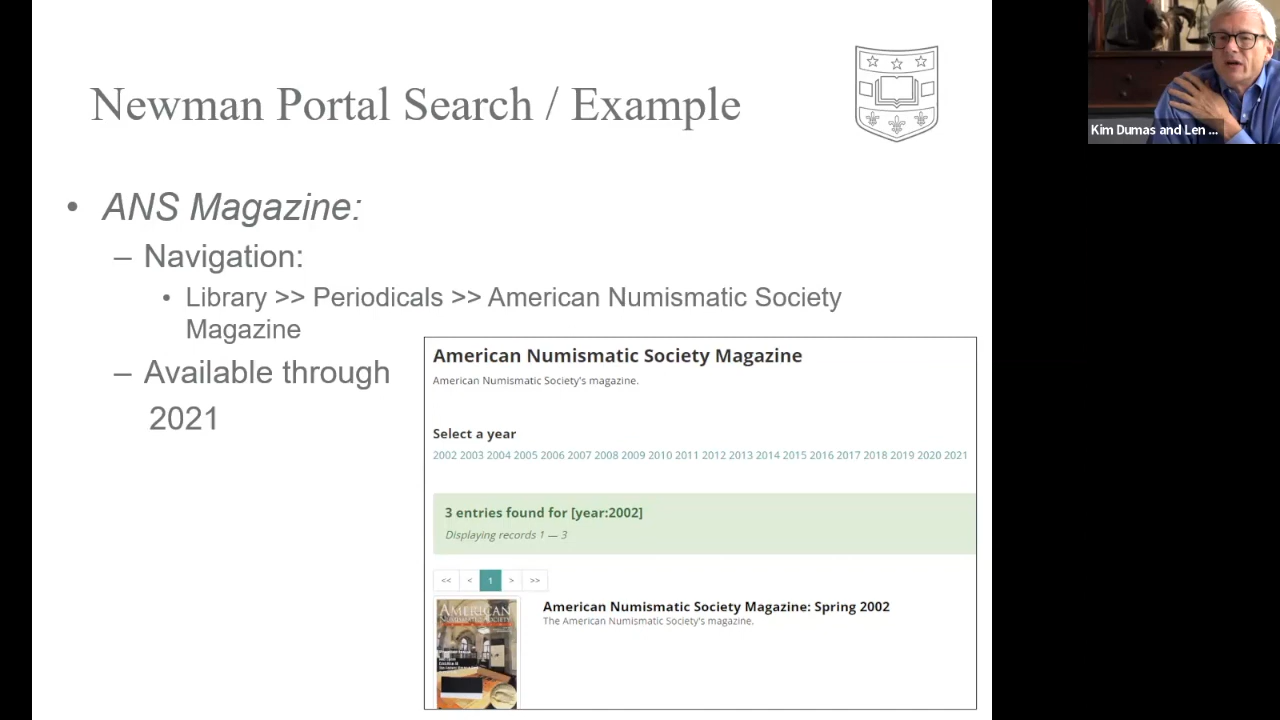 Newman Portal Search / Example
• ANS Magazine:
– Navigation:
• Library >> Periodicals >> American Numismatic Society
Magazine
– Available through
2021
American Numismatic Society Magazine
American Numismatic Society's magazine.
Select a year
2002 2003 2004 2005 2006 2007 2008 2009 2010 2011 2012 2013 2014 2015 2016 2017 2018 2019 2020 2021
3 entries found for [year:2002]
Displaying records 1 — 3
<< < 1 > >>
AMERICAN
NUMISMATIC SOCIETY
American Numismatic Society Magazine: Spring 2002
The American Numismatic Society's magazine.
Kim Dumas and Len ...